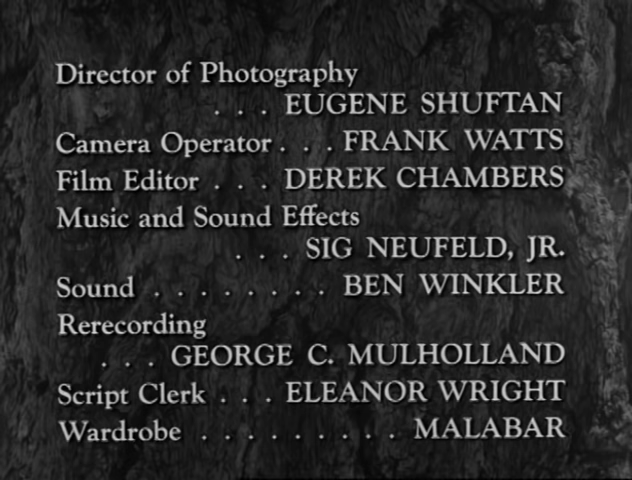 Director of Photography
. . . EUGENE SHUFTAN
Camera Operator . . . FRANK WATTS
Film Editor . . . DEREK CHAMBERS
Music and Sound Effects
. . . SIG NEUFELD, JR.
Sound . . . . . . . . BEN WINKLER
Rerecording
. . . GEORGE C. MULHOLLAND
Script Clerk . . . ELEANOR WRIGHT
Wardrobe . . . . . . . . . MALABAR